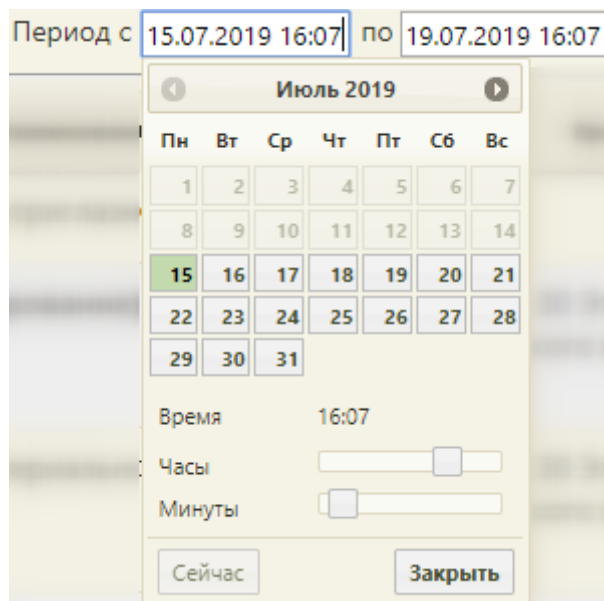 Период с 15.07.2019 16:07 по 19.07.2019 16:07
Июль 2019
Пн Вт Ср Чт Пт Сб Вс
1 2 3 4 5 6 7
8 9 10 11 12 13 14
15 16 17 18 19 20 21
22 23 24 25 26 27 28
29 30 31
Время 16:07
Часы
Минуты
Сейчас Закрыть